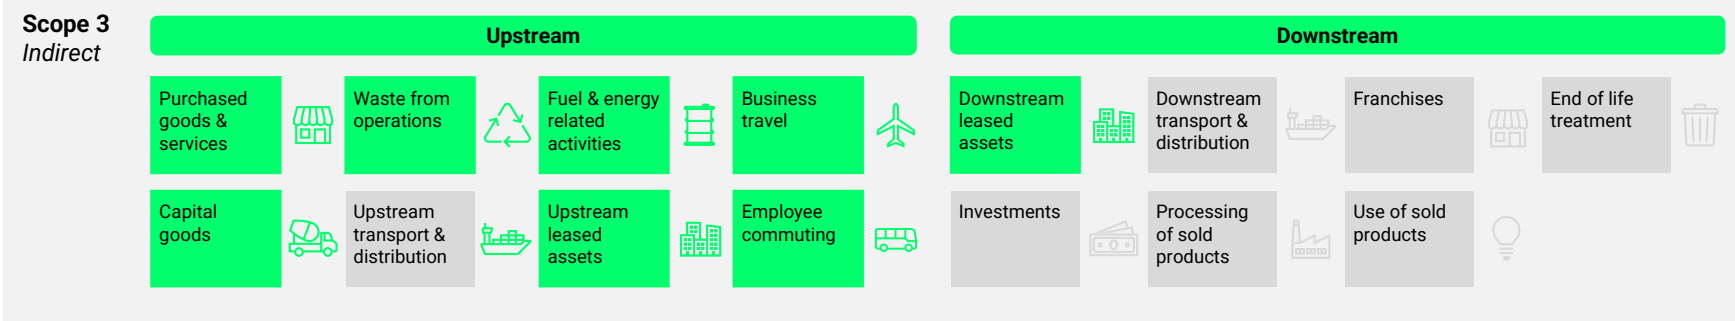 Scope 3
Indirect
Upstream
Downstream
Purchased
goods &
services
Waste from
operations
Fuel & energy
related
activities
Business
travel
Downstream
leased
assets
Downstream
transport &
distribution
Franchises
End of life
treatment
Capital
goods
Upstream
transport &
distribution
Upstream
leased
assets
Employee
commuting
Investments
Processing
of sold
products
Use of sold
products